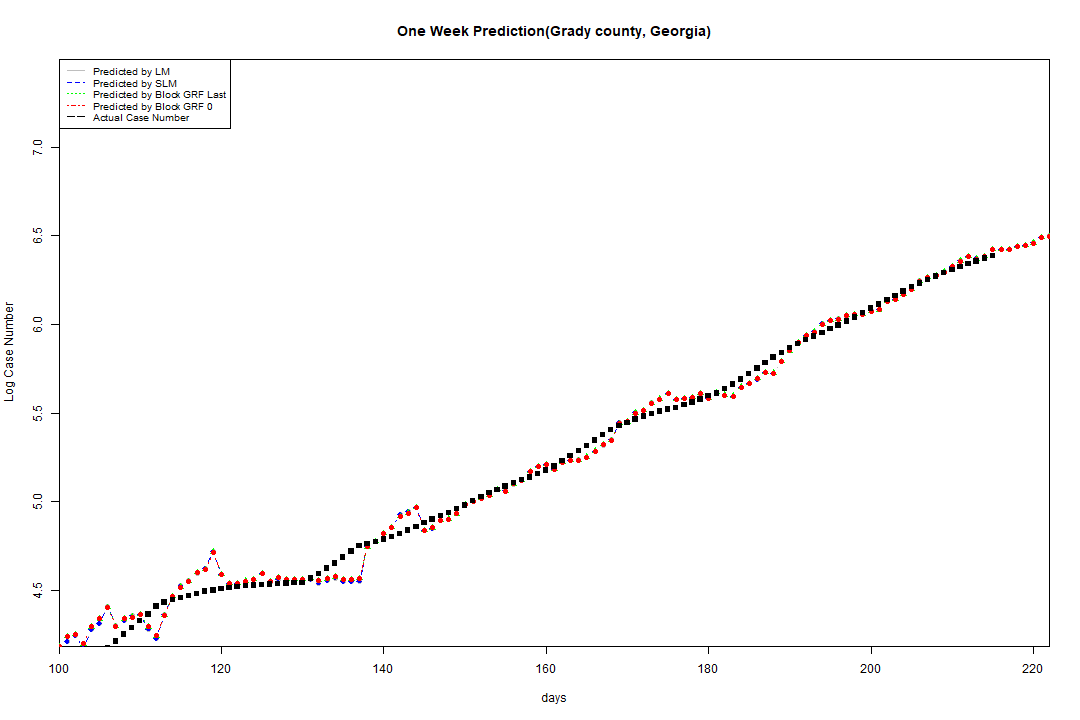 One Week Prediction(Grady county, Georgia)
Predicted by LM
Predicted by SLM
Predicted by Block GRF Last
Predicted by Block GRF 0
Actual Case Number
7.0
6.5
6.0
5.5
5.0
4.5
Log Case Number
100 120 140 160 180 200 220
days